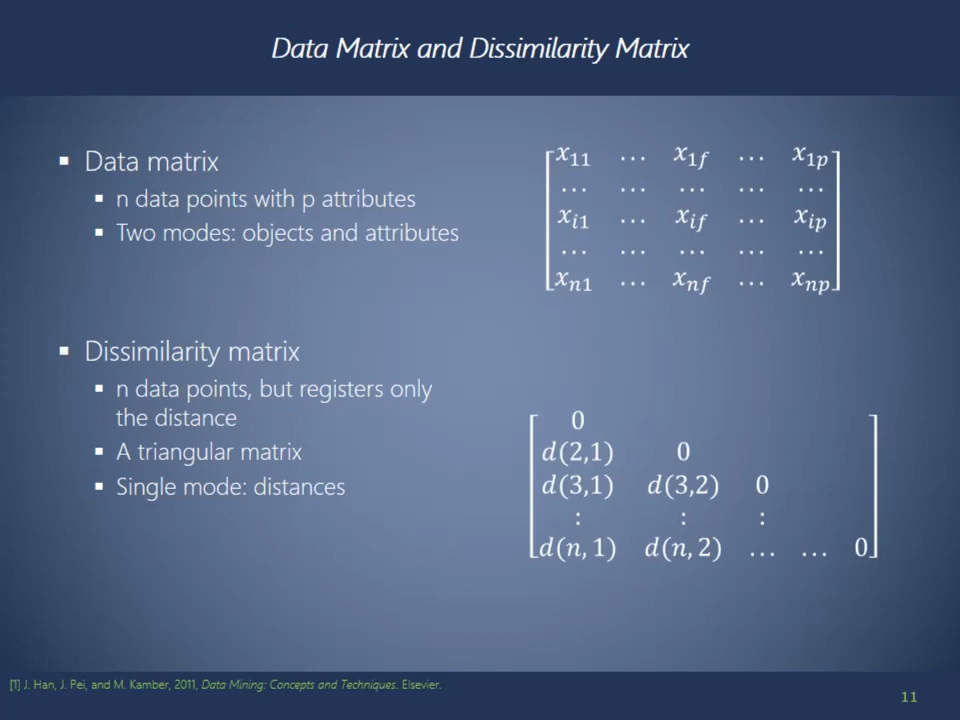 Data Matrix and Dissimilarity Matrix
▪ Data matrix
▪ n data points with p attributes
▪ Two modes: objects and attributes
x11 … x1f … x1p
… … … … …
xi1 … xif … xip
… … … … …
xn1 … xnf … xnp
▪ Dissimilarity matrix
▪ n data points, but registers only
the distance
▪ A triangular matrix
▪ Single mode: distances
0
d(2,1) 0
d(3,1) d(3,2) 0
: : :
d(n, 1) d(n, 2) … … 0
[1] J. Han, J. Pei, and M. Kamber, 2011, Data Mining: Concepts and Techniques. Elsevier.
11